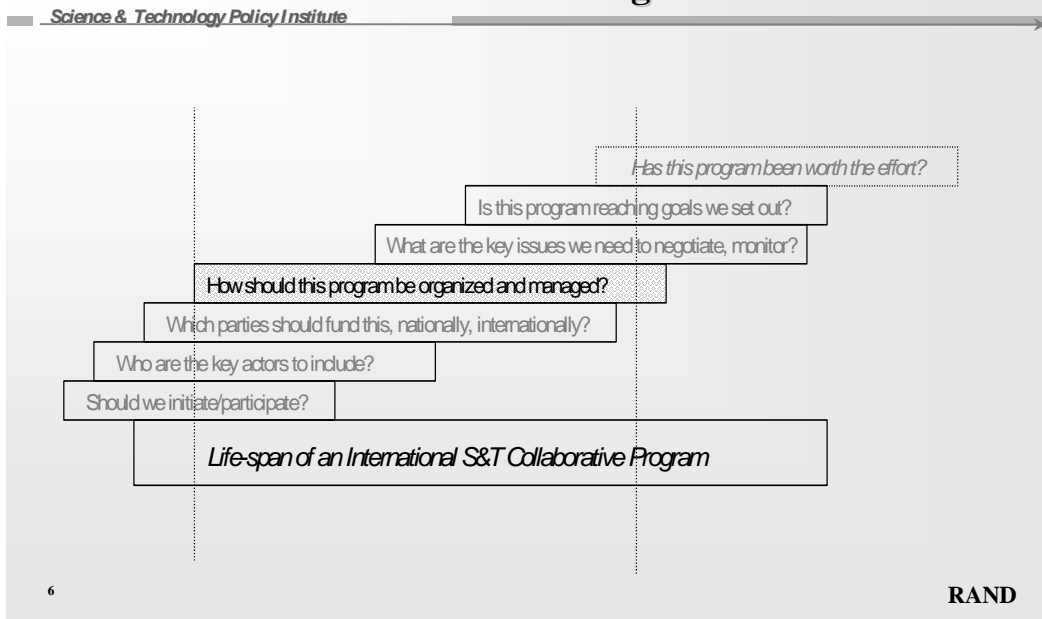 Science & Technology Policy Institute
Has this program been worth the effort?
Is this program reaching goals we set out?
What are the key issues we need to negotiate, monitor?
How should this program be organized and managed?
Which parties should fund this, nationally, internationally?
Who are the key actors to include?
Should we initiate/participate?
Life-span of an International S&T Collaborative Program
6
RAND